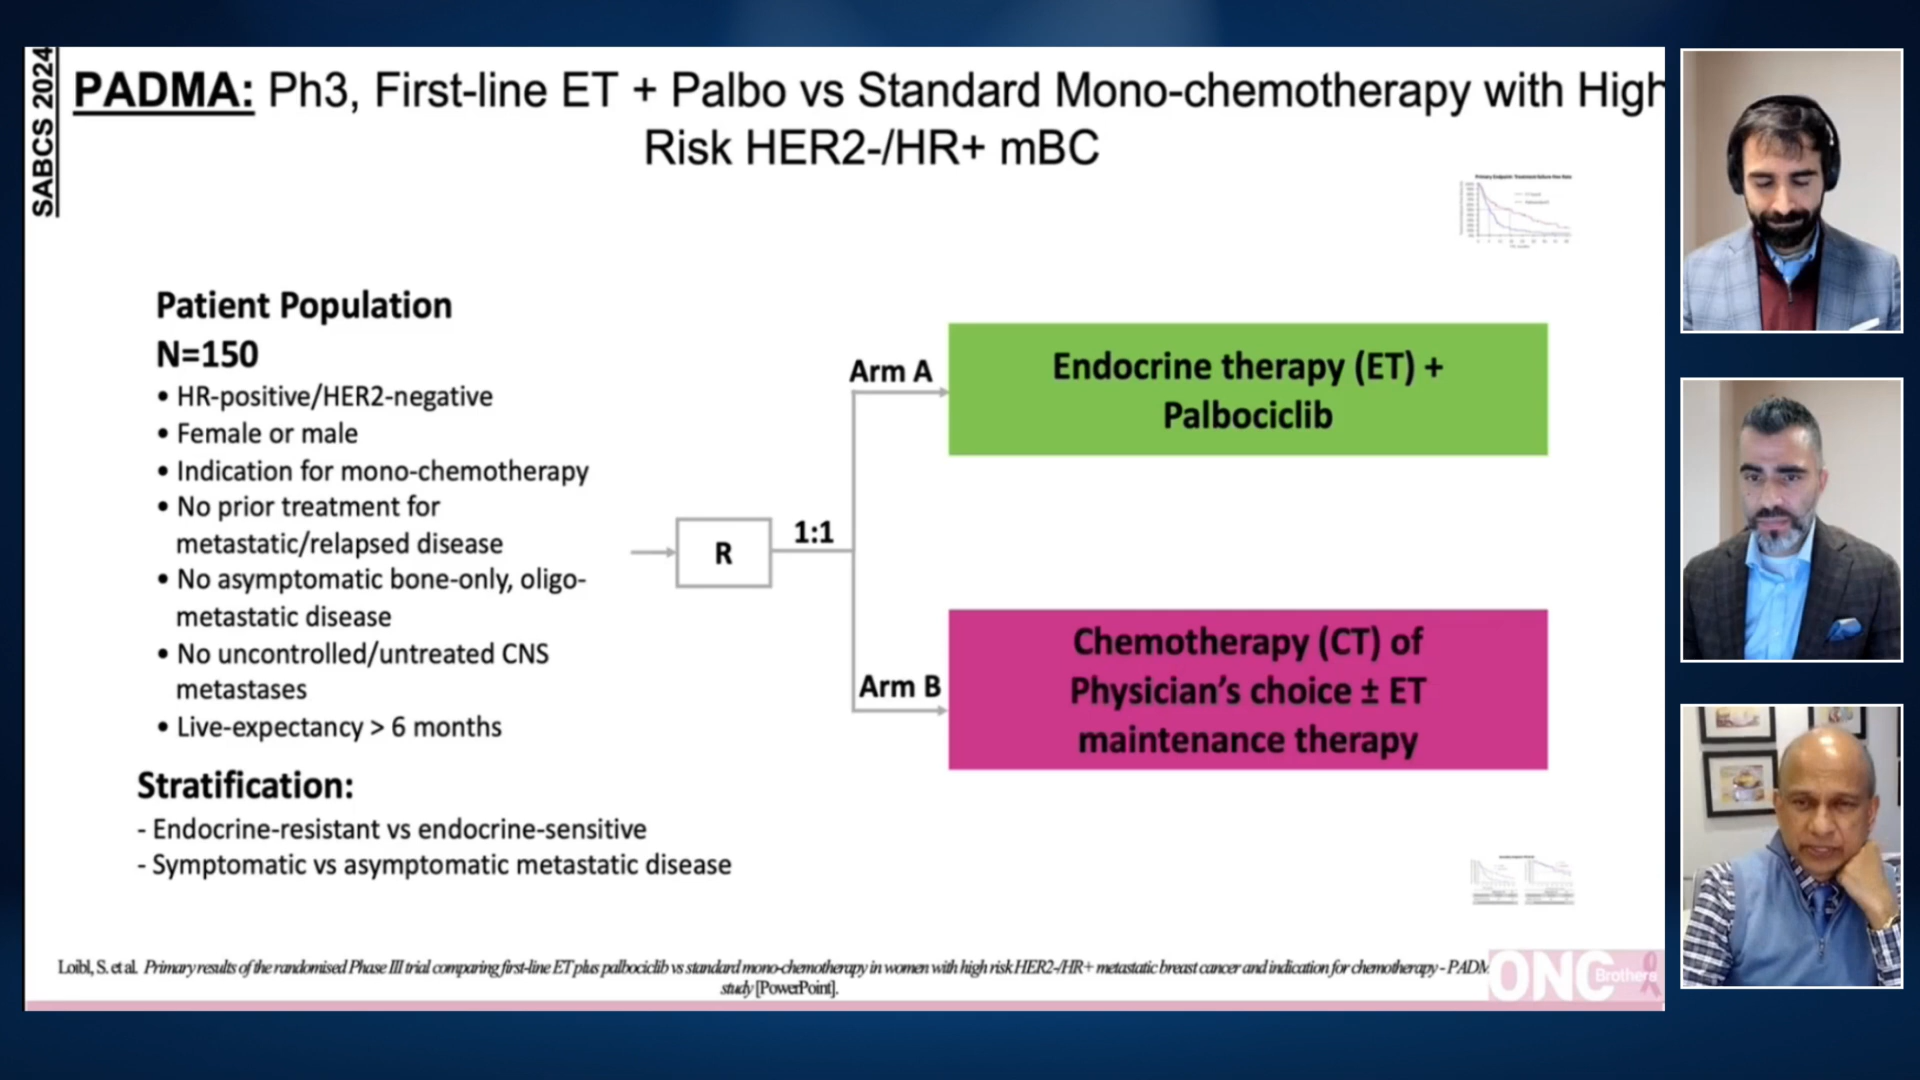 SABCS 2024
PADMA: Ph3, First-line ET + Palbo vs Standard Mono-chemotherapy with High
Risk HER2-/HR+ mBC
Primary Endpoint: Treatment-failure-free Rate
Patient Population
N=150
• HR-positive/HER2-negative
• Female or male
• Indication for mono-chemotherapy
• No prior treatment for
metastatic/relapsed disease
• No asymptomatic bone-only, oligo-
metastatic disease
• No uncontrolled/untreated CNS
metastases
• Live-expectancy > 6 months
Stratification:
- Endocrine-resistant vs endocrine-sensitive
- Symptomatic vs asymptomatic metastatic disease
R
1:1
Arm A
Endocrine therapy (ET) +
Palbociclib
Arm B
Chemotherapy (CT) of
Physician's choice ± ET
maintenance therapy
Loibl, S. et al. Primary results of the randomised Phase III trial comparing first-line ET plus palbociclib vs standard mono-chemotherapy in women with high risk HER2-/HR+ metastatic breast cancer and indication for chemotherapy - PADM
study [PowerPoint].
ONC Brothers